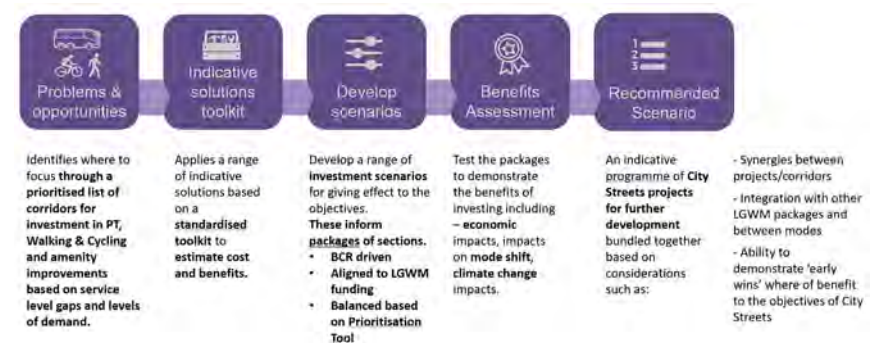 Problems &
opportunities
Indicative
solutions
toolkit
Develop
scenarios
Benefits
Assessment
1
2
3
Recommended
Scenario
Identifies where to
focus through a
prioritised list of
corridors for
investment in PT,
Walking & Cycling
and amenity
improvements
based on service
level gaps and levels
of demand.
Applies a range
of indicative
solutions based
on a
standardised
toolkit to
estimate cost
and benefits.
Develop a range of
investment scenarios
for giving effect to the
objectives.
These inform
packages of sections.
• BCR driven
• Aligned to LGWM
funding
• Balanced based
on Prioritisation
Tool
Test the packages
to demonstrate
the benefits of
investing including
– economic
impacts, impacts
on mode shift,
climate change
impacts.
An indicative
programme of City
Streets projects
for further
development
bundled together
based on
considerations
such as:
- Synergies between
projects/corridors
- Integration with other
LGWM packages and
between modes
- Ability to
demonstrate 'early
wins' where of benefit
to the objectives of City
Streets